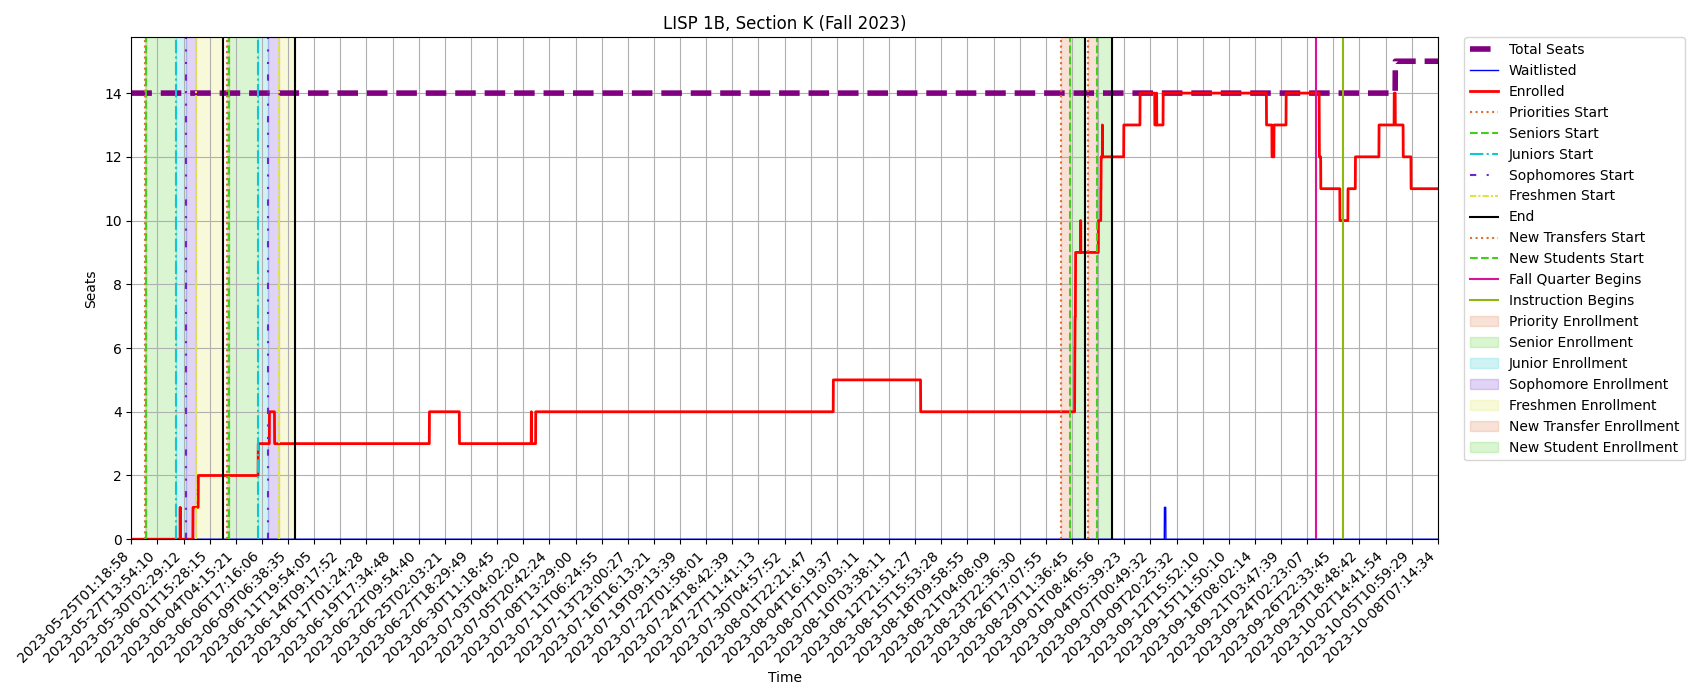 LISP 1B, Section K (Fall 2023)
Seats
14
12
10
8
6
4
2
0
2023-05-25T01:18:58
2023-05-27T13:54:10
2023-05-30T02:29:12
2023-06-01T15:28:15
2023-06-04T04:15:21
2023-06-06T17:16:06
2023-06-09T06:38:35
2023-06-11T19:54:05
2023-06-14T09:17:52
2023-06-17T01:24:28
2023-06-19T17:34:48
2023-06-22T09:54:40
2023-06-25T02:03:21
2023-06-27T18:29:49
2023-06-30T11:18:45
2023-07-03T04:02:20
2023-07-05T20:42:24
2023-07-08T13:29:00
2023-07-11T06:24:55
2023-07-13T23:00:27
2023-07-16T16:13:21
2023-07-19T09:13:39
2023-07-22T01:58:01
2023-07-24T18:42:39
2023-07-27T11:41:13
2023-07-30T04:57:52
2023-08-01T22:21:47
2023-08-04T16:19:37
2023-08-07T10:03:11
2023-08-10T03:38:11
2023-08-12T21:51:27
2023-08-15T15:53:28
2023-08-18T09:58:55
2023-08-21T04:08:09
2023-08-23T22:36:30
2023-08-26T17:07:55
2023-08-29T11:36:45
2023-09-01T08:46:56
2023-09-04T05:39:23
2023-09-07T00:49:32
2023-09-09T20:25:32
2023-09-12T15:52:10
2023-09-15T11:50:10
2023-09-18T08:02:14
2023-09-21T03:47:39
2023-09-24T02:23:07
2023-09-26T22:33:45
2023-09-29T18:48:42
2023-10-02T14:41:54
2023-10-05T10:59:29
2023-10-08T07:14:34
Time
Total Seats
Waitlisted
Enrolled
Priorities Start
Seniors Start
Juniors Start
Sophomores Start
Freshmen Start
End
New Transfers Start
New Students Start
Fall Quarter Begins
Instruction Begins
Priority Enrollment
Senior Enrollment
Junior Enrollment
Sophomore Enrollment
Freshmen Enrollment
New Transfer Enrollment
New Student Enrollment